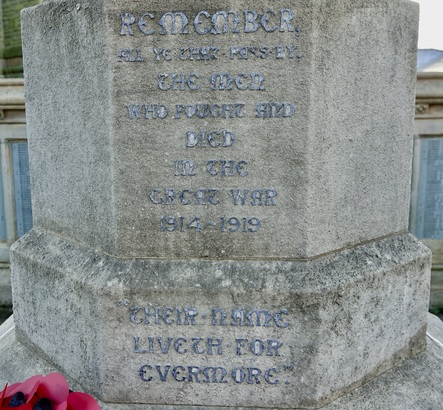 REMEMBER,
ALL YE THAT PASS BY,
THE MEN
WHO FOUGHT AND
DIED
IN THE
GREAT WAR
1914-1919
"THEIR·NAME
LIVETH·FOR
EVERMORE."